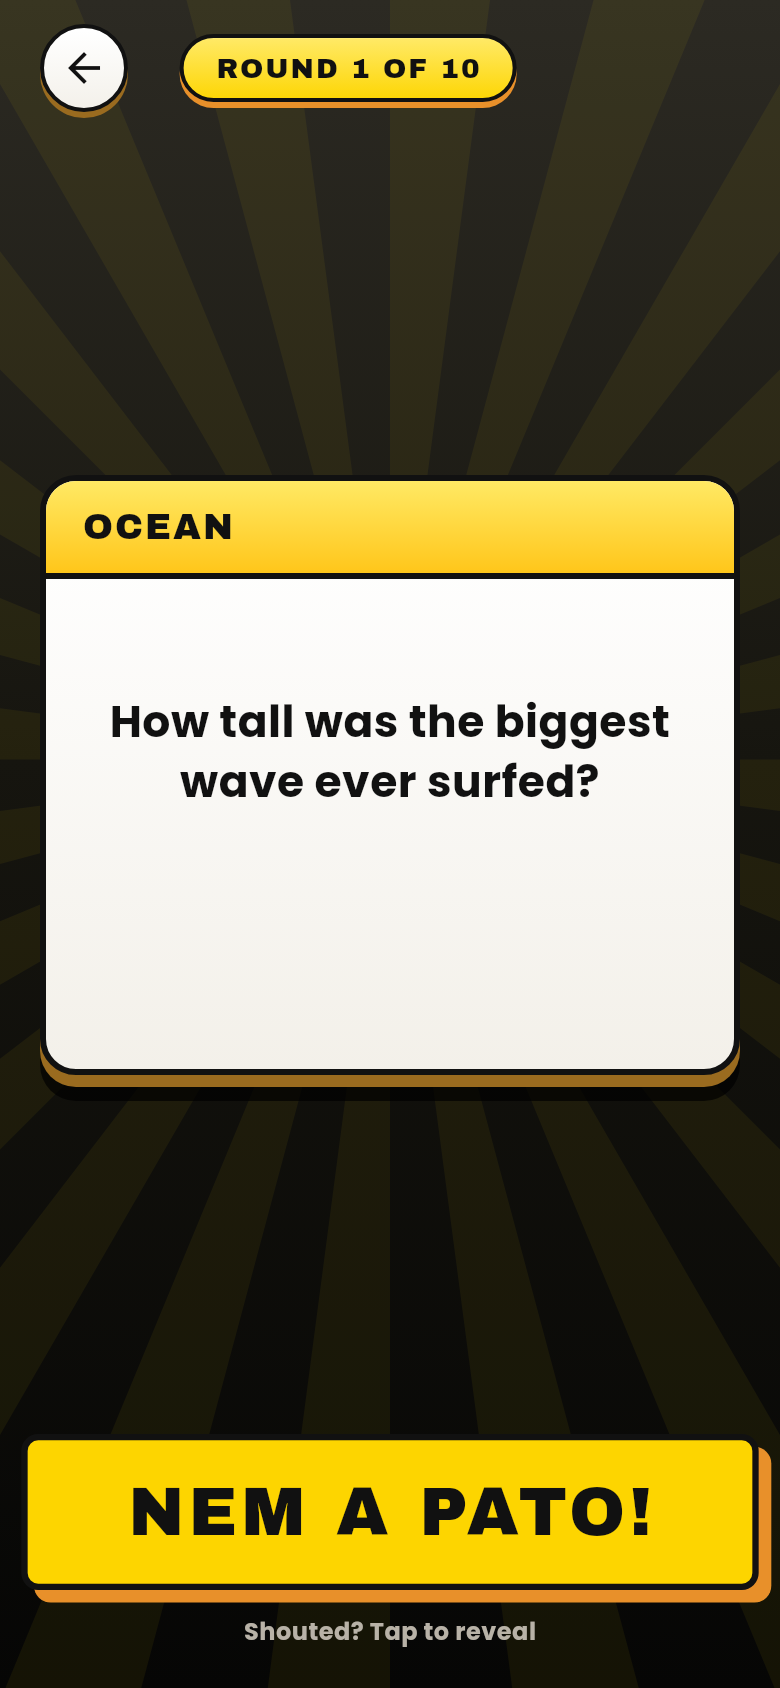 ROUND 1 OF 10
OCEAN
How tall was the biggest
wave ever surfed?
NEM A PATO!
Shouted? Tap to reveal